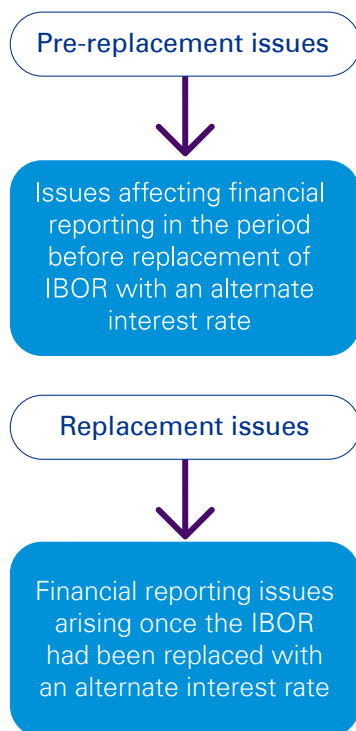 Pre-replacement issues
Issues affecting financial
reporting in the period
before replacement of
IBOR with an alternate
interest rate
Replacement issues
Financial reporting issues
arising once the IBOR
had been replaced with
an alternate interest rate